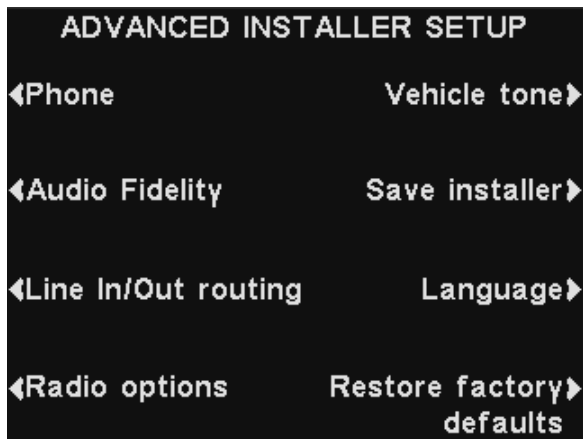 ADVANCED INSTALLER SETUP
Phone
Vehicle tone
Audio Fidelity
Save installer
Line In/Out routing
Language
Radio options
Restore factory
defaults